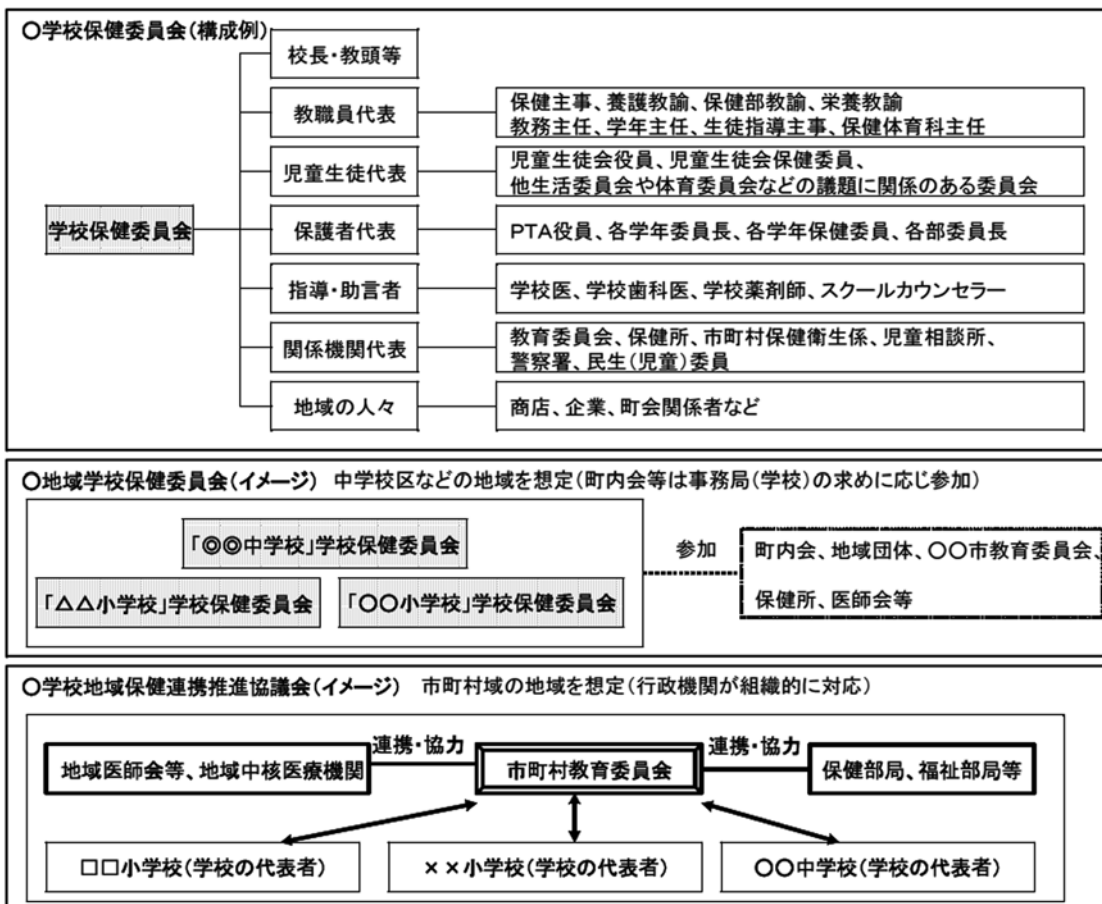 〇学校保健委員会(構成例)
校長・教頭等
教職員代表
保健主事、養護教諭、保健部教諭、栄養教諭
教務主任、学年主任、生徒指導主事、保健体育科主任
児童生徒代表
児童生徒会役員、児童生徒会保健委員、
他生活委員会や体育委員会などの議題に関係のある委員会
学校保健委員会
保護者代表
PTA役員、各学年委員長、各学年保健委員、各部委員長
指導・助言者
学校医、学校歯科医、学校薬剤師、スクールカウンセラー
関係機関代表
教育委員会、保健所、市町村保健衛生係、児童相談所、
警察署、民生(児童)委員
地域の人々
商店、企業、町会関係者など
〇地域学校保健委員会(イメージ) 中学校区などの地域を想定(町内会等は事務局(学校)の求めに応じ参加)
「◎◎中学校」学校保健委員会
「△△小学校」学校保健委員会
「〇〇小学校」学校保健委員会
参加
町内会、地域団体、〇〇市教育委員会、
保健所、医師会等
〇学校地域保健連携推進協議会(イメージ) 市町村域の地域を想定(行政機関が組織的に対応)
地域医師会等、地域中核医療機関
連携・協力
市町村教育委員会
連携・協力
保健部局、福祉部局等
□□小学校(学校の代表者)
××小学校(学校の代表者)
〇〇中学校(学校の代表者)